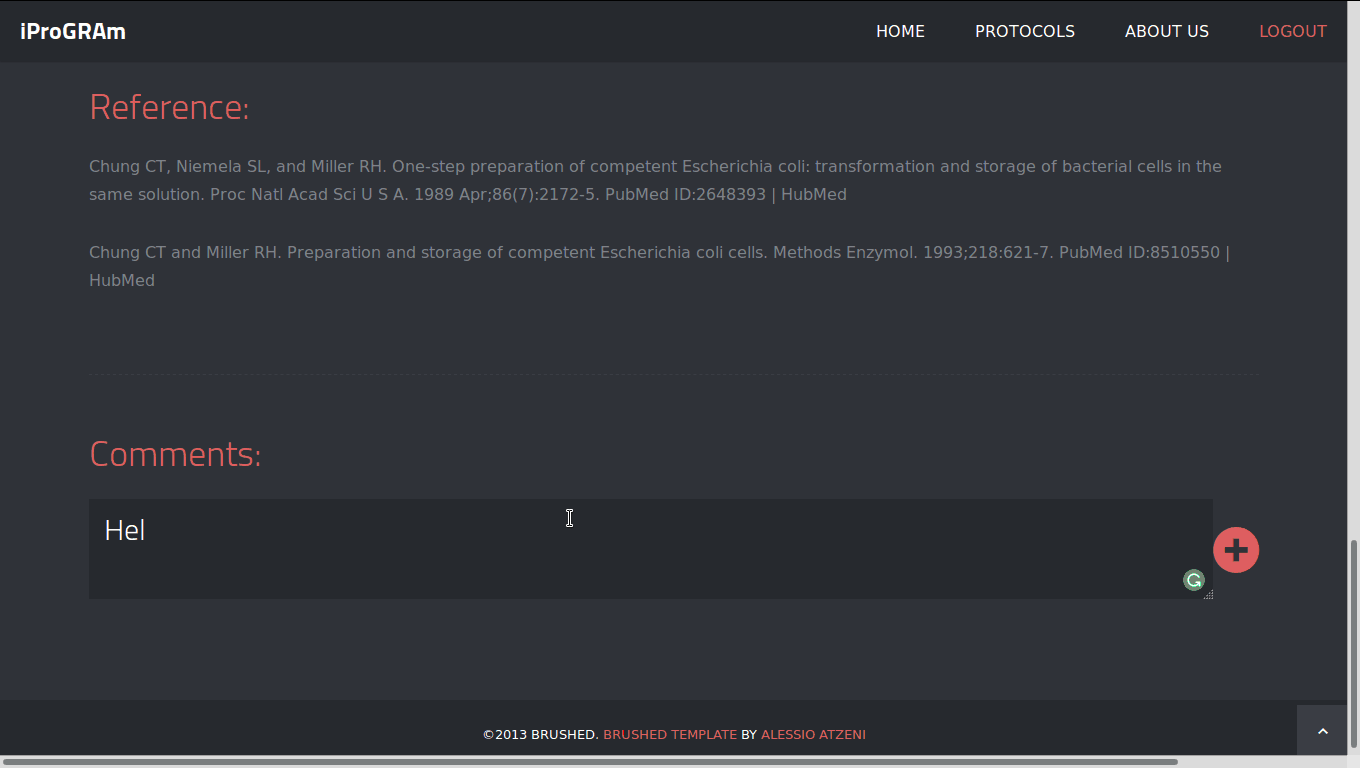 iProGRAm
HOME PROTOCOLS ABOUT US LOGOUT
Reference:
Chung CT, Niemela SL, and Miller RH. One-step preparation of competent Escherichia coli: transformation and storage of bacterial cells in the
same solution. Proc Natl Acad Sci U S A. 1989 Apr;86(7):2172-5. PubMed ID:2648393 | HubMed
Chung CT and Miller RH. Preparation and storage of competent Escherichia coli cells. Methods Enzymol. 1993;218:621-7. PubMed ID:8510550 |
HubMed
Comments:
Hel
©2013 BRUSHED. BRUSHED TEMPLATE BY ALESSIO ATZENI